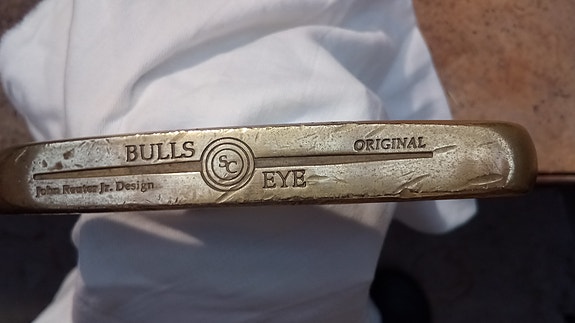 BULLS
ORIGINAL
SC
John Reuter Jr. Design
EYE